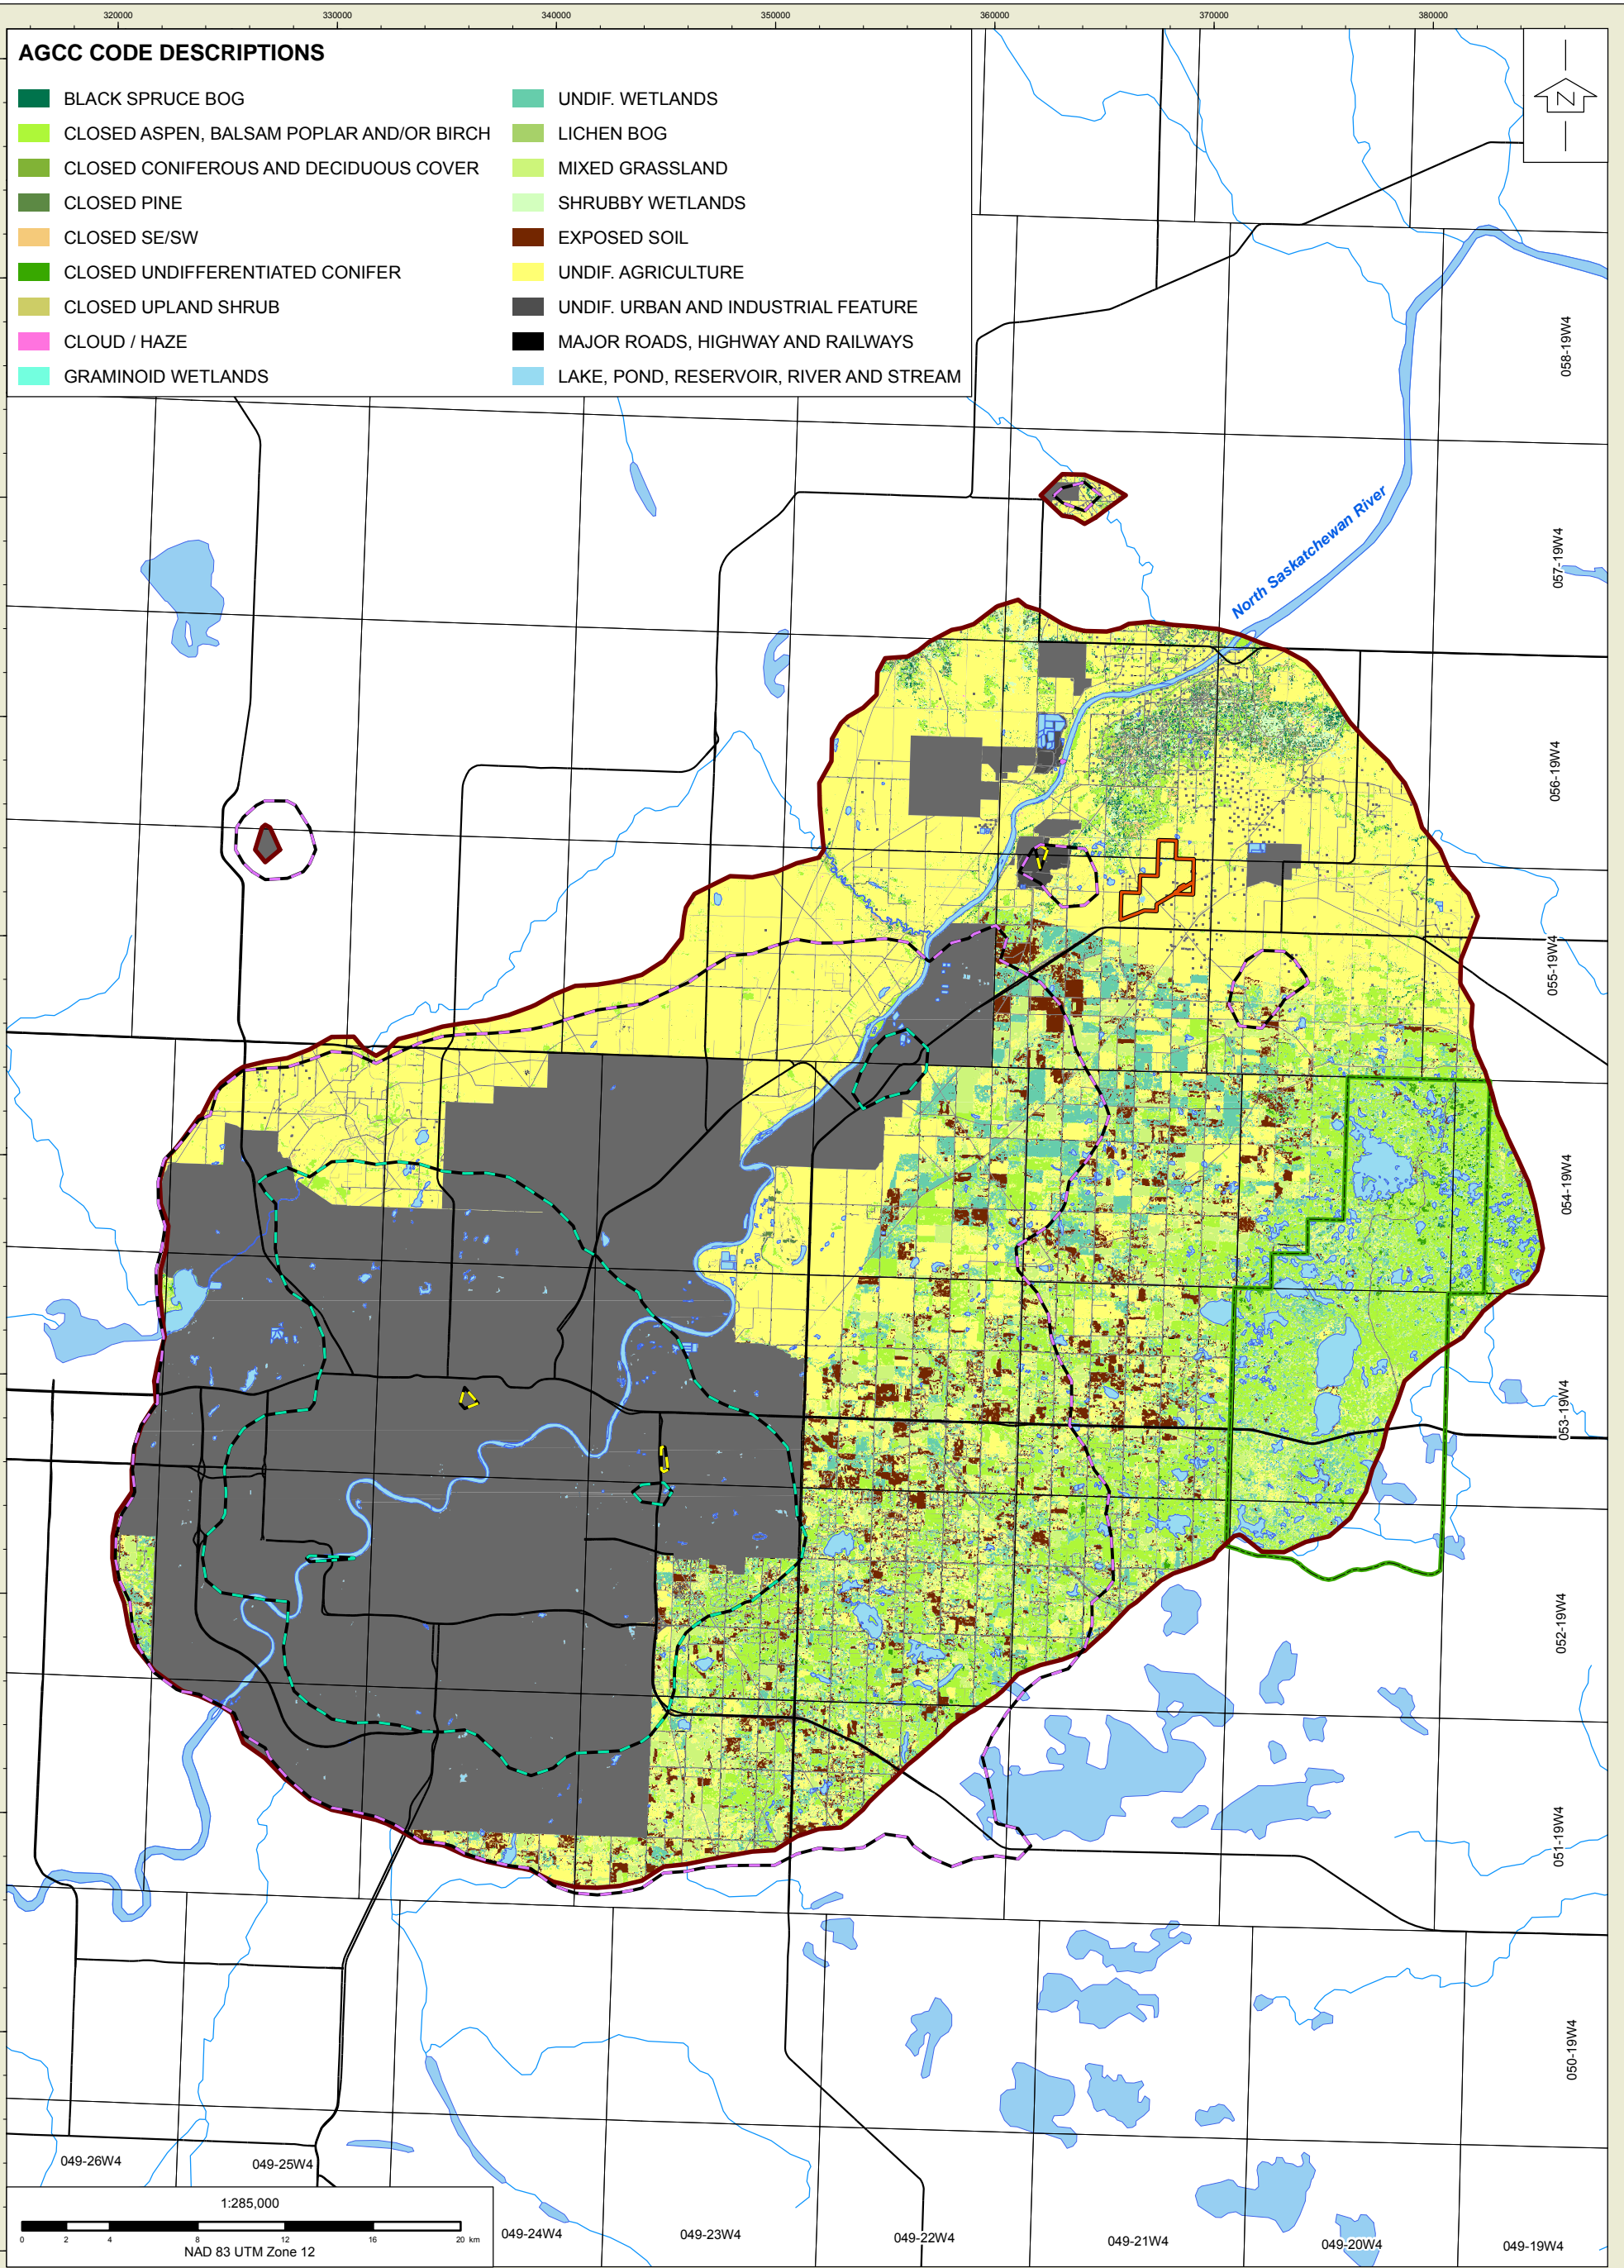 320000 330000 340000 350000 360000 370000 380000
AGCC CODE DESCRIPTIONS
BLACK SPRUCE BOG
CLOSED ASPEN, BALSAM POPLAR AND/OR BIRCH
CLOSED CONIFEROUS AND DECIDUOUS COVER
CLOSED PINE
CLOSED SE/SW
CLOSED UNDIFFERENTIATED CONIFER
CLOSED UPLAND SHRUB
CLOUD / HAZE
GRAMINOID WETLANDS
UNDIF. WETLANDS
LICHEN BOG
MIXED GRASSLAND
SHRUBBY WETLANDS
EXPOSED SOIL
UNDIF. AGRICULTURE
UNDIF. URBAN AND INDUSTRIAL FEATURE
MAJOR ROADS, HIGHWAY AND RAILWAYS
LAKE, POND, RESERVOIR, RIVER AND STREAM
N
058-19W4
North Saskatchewan River
057-19W4
056-19W4
055-19W4
054-19W4
053-19W4
052-19W4
051-19W4
050-19W4
049-26W4
049-25W4
049-24W4
049-23W4
049-22W4
049-21W4
049-20W4
049-19W4
1:285,000
0 2 4 8 12 16 20 km
NAD 83 UTM Zone 12